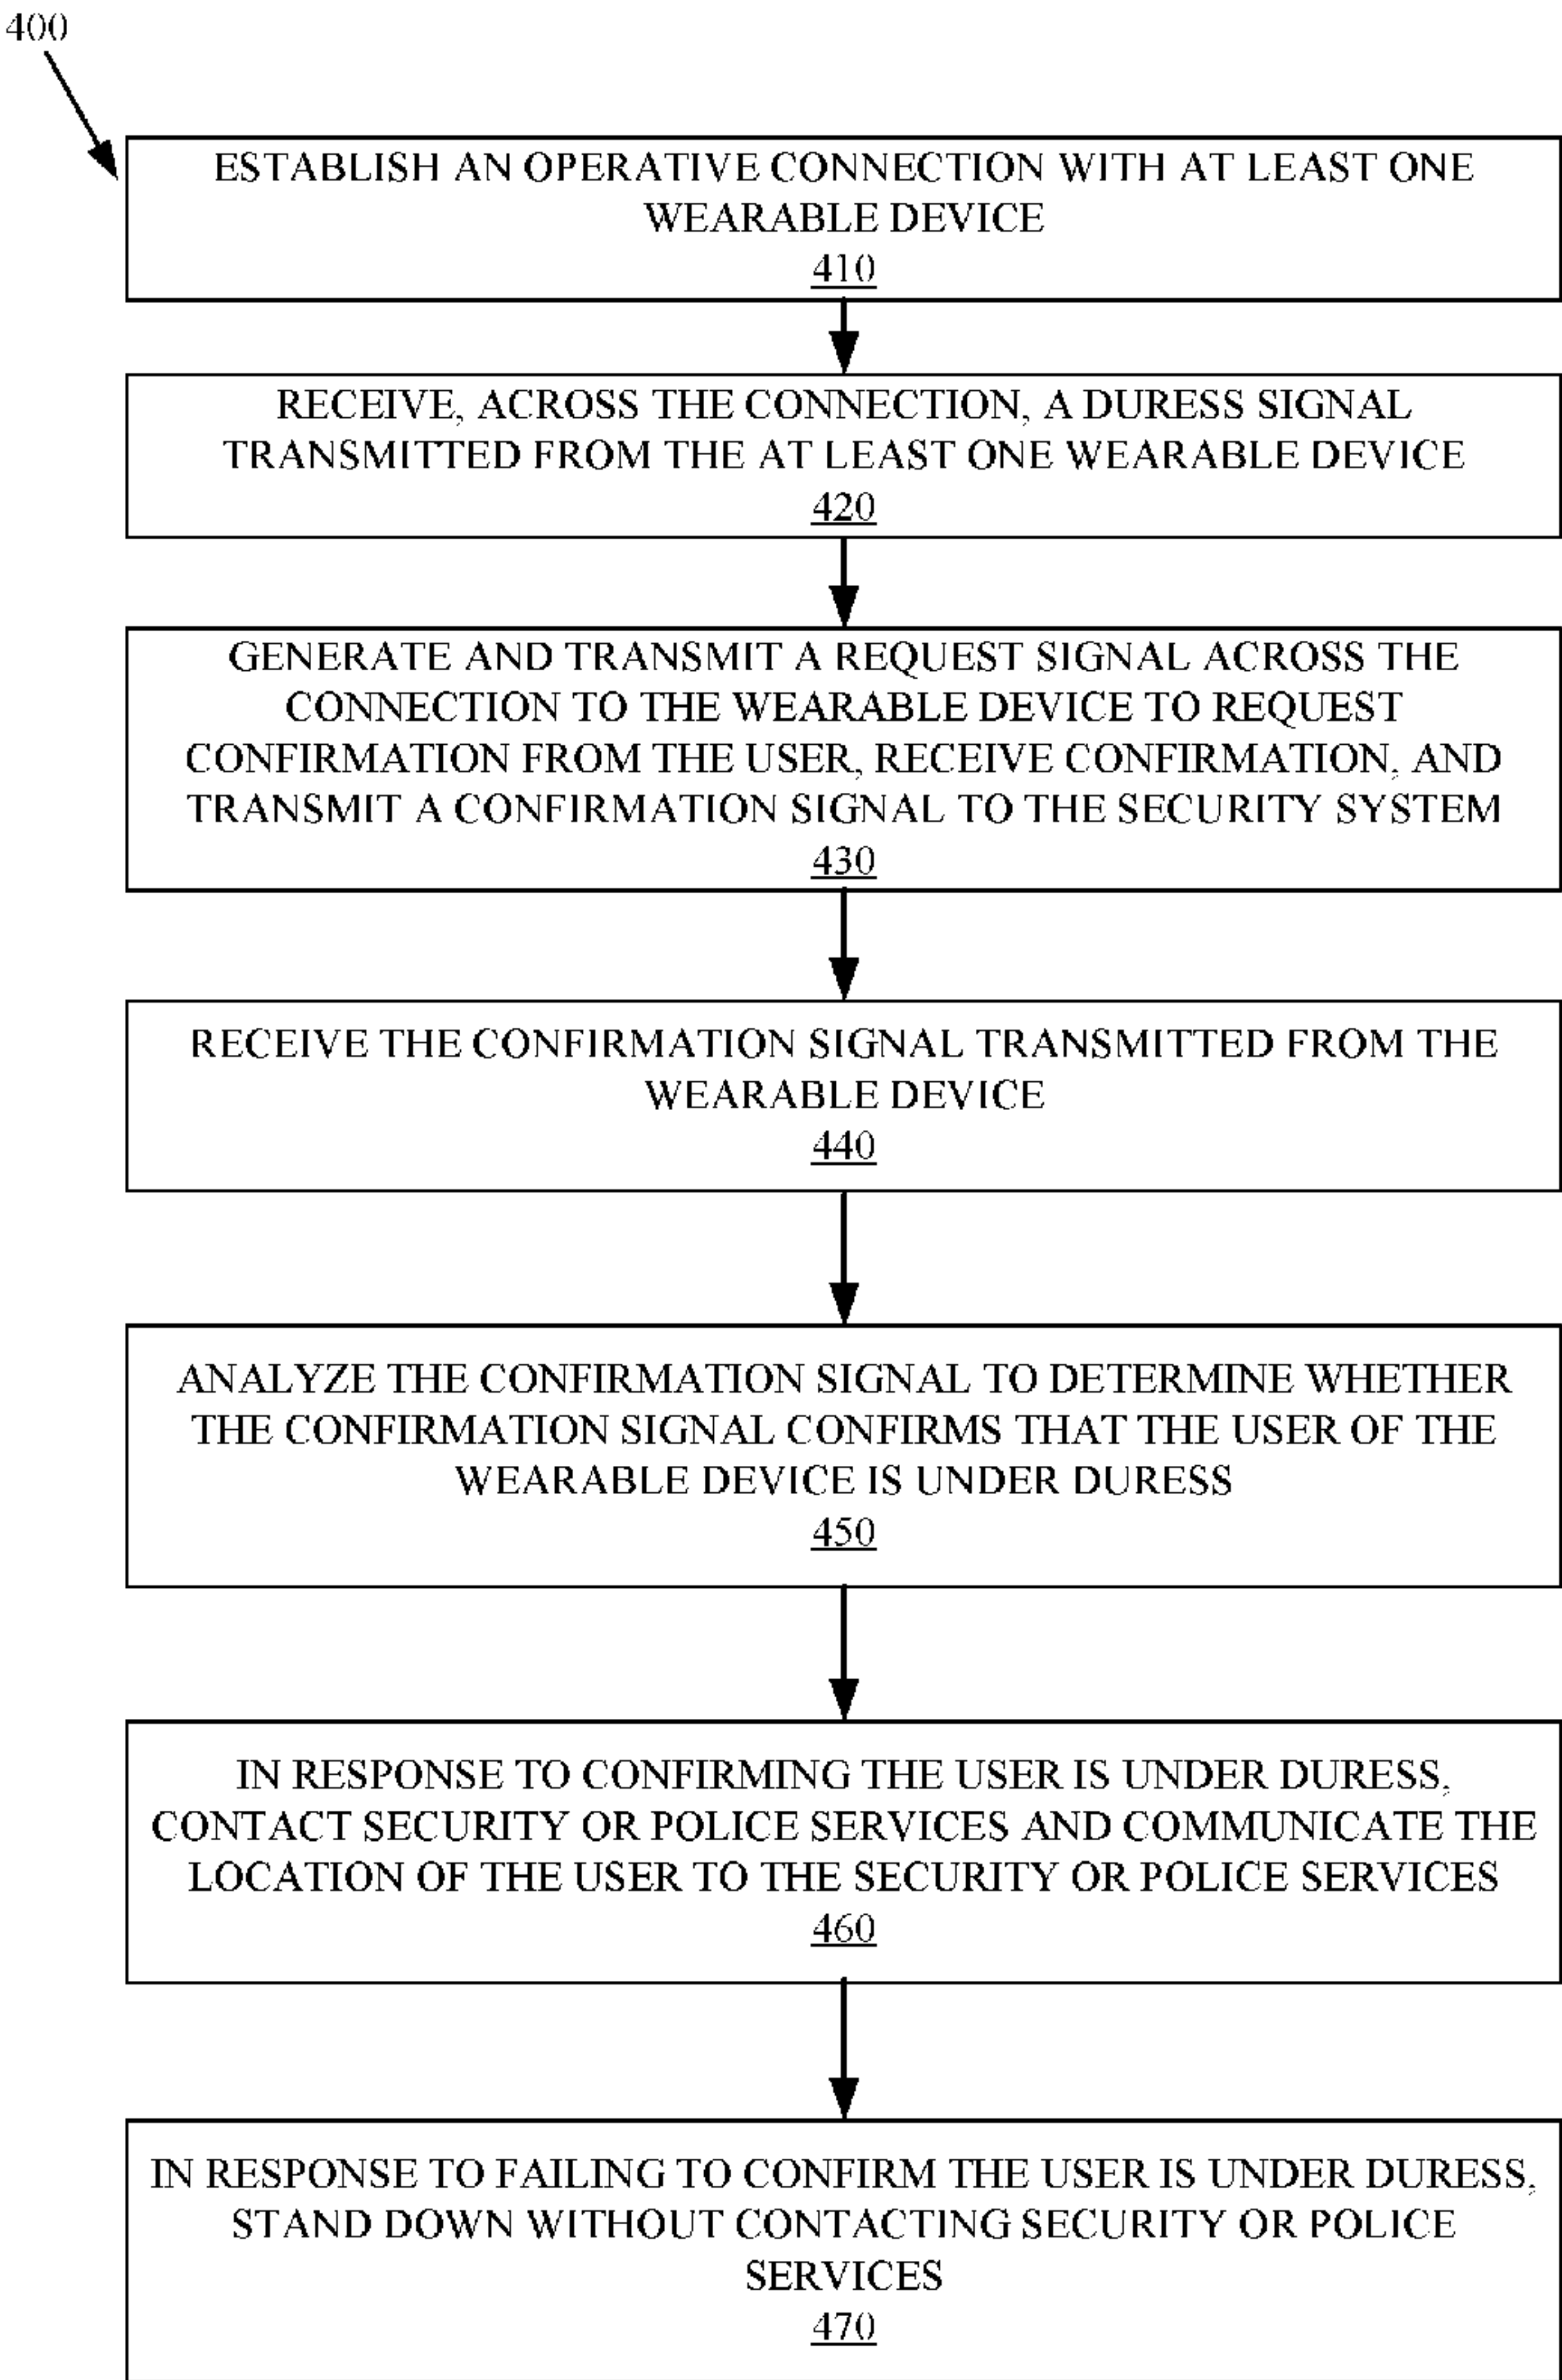 400
ESTABLISH AN OPERATIVE CONNECTION WITH AT LEAST ONE
WEARABLE DEVICE
410
RECEIVE, ACROSS THE CONNECTION, A DURESS SIGNAL
TRANSMITTED FROM THE AT LEAST ONE WEARABLE DEVICE
420
GENERATE AND TRANSMIT A REQUEST SIGNAL ACROSS THE
CONNECTION TO THE WEARABLE DEVICE TO REQUEST
CONFIRMATION FROM THE USER, RECEIVE CONFIRMATION, AND
TRANSMIT A CONFIRMATION SIGNAL TO THE SECURITY SYSTEM
430
RECEIVE THE CONFIRMATION SIGNAL TRANSMITTED FROM THE
WEARABLE DEVICE
440
ANALYZE THE CONFIRMATION SIGNAL TO DETERMINE WHETHER
THE CONFIRMATION SIGNAL CONFIRMS THAT THE USER OF THE
WEARABLE DEVICE IS UNDER DURESS
450
IN RESPONSE TO CONFIRMING THE USER IS UNDER DURESS,
CONTACT SECURITY OR POLICE SERVICES AND COMMUNICATE THE
LOCATION OF THE USER TO THE SECURITY OR POLICE SERVICES
460
IN RESPONSE TO FAILING TO CONFIRM THE USER IS UNDER DURESS,
STAND DOWN WITHOUT CONTACTING SECURITY OR POLICE
SERVICES
470